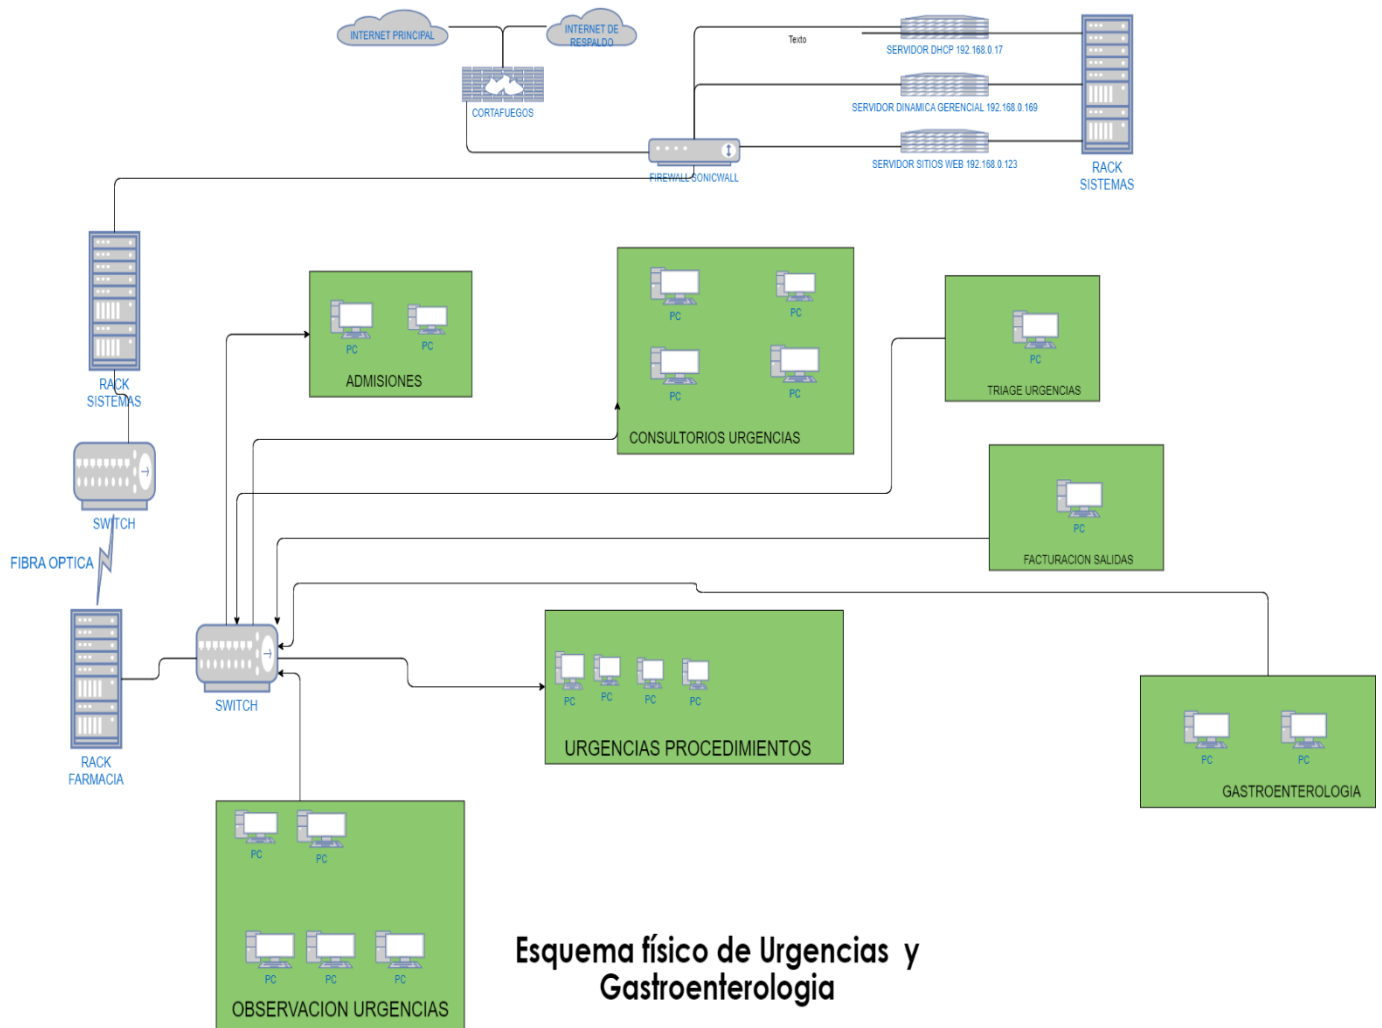 INTERNET PRINCIPAL
INTERNET DE
RESPALDO
CORTAFUEGOS
Texto
SERVIDOR DHCP 192.168.0.17
SERVIDOR DINAMICA GERENCIAL 192.168.0.169
SERVIDOR SITIOS WEB 192.168.0.123
FIREWALL SONICWALL
RACK
SISTEMAS
RACK
SISTEMAS
PC
PC
ADMISIONES
PC
PC
PC
PC
CONSULTORIOS URGENCIAS
PC
TRIAGE URGENCIAS
SWITCH
FIBRA OPTICA
PC
FACTURACION SALIDAS
RACK
FARMACIA
SWITCH
PC
PC
PC
PC
URGENCIAS PROCEDIMIENTOS
PC
PC
GASTROENTEROLOGIA
PC
PC
PC
PC
PC
OBSERVACION URGENCIAS
Esquema físico de Urgencias y
Gastroenterologia